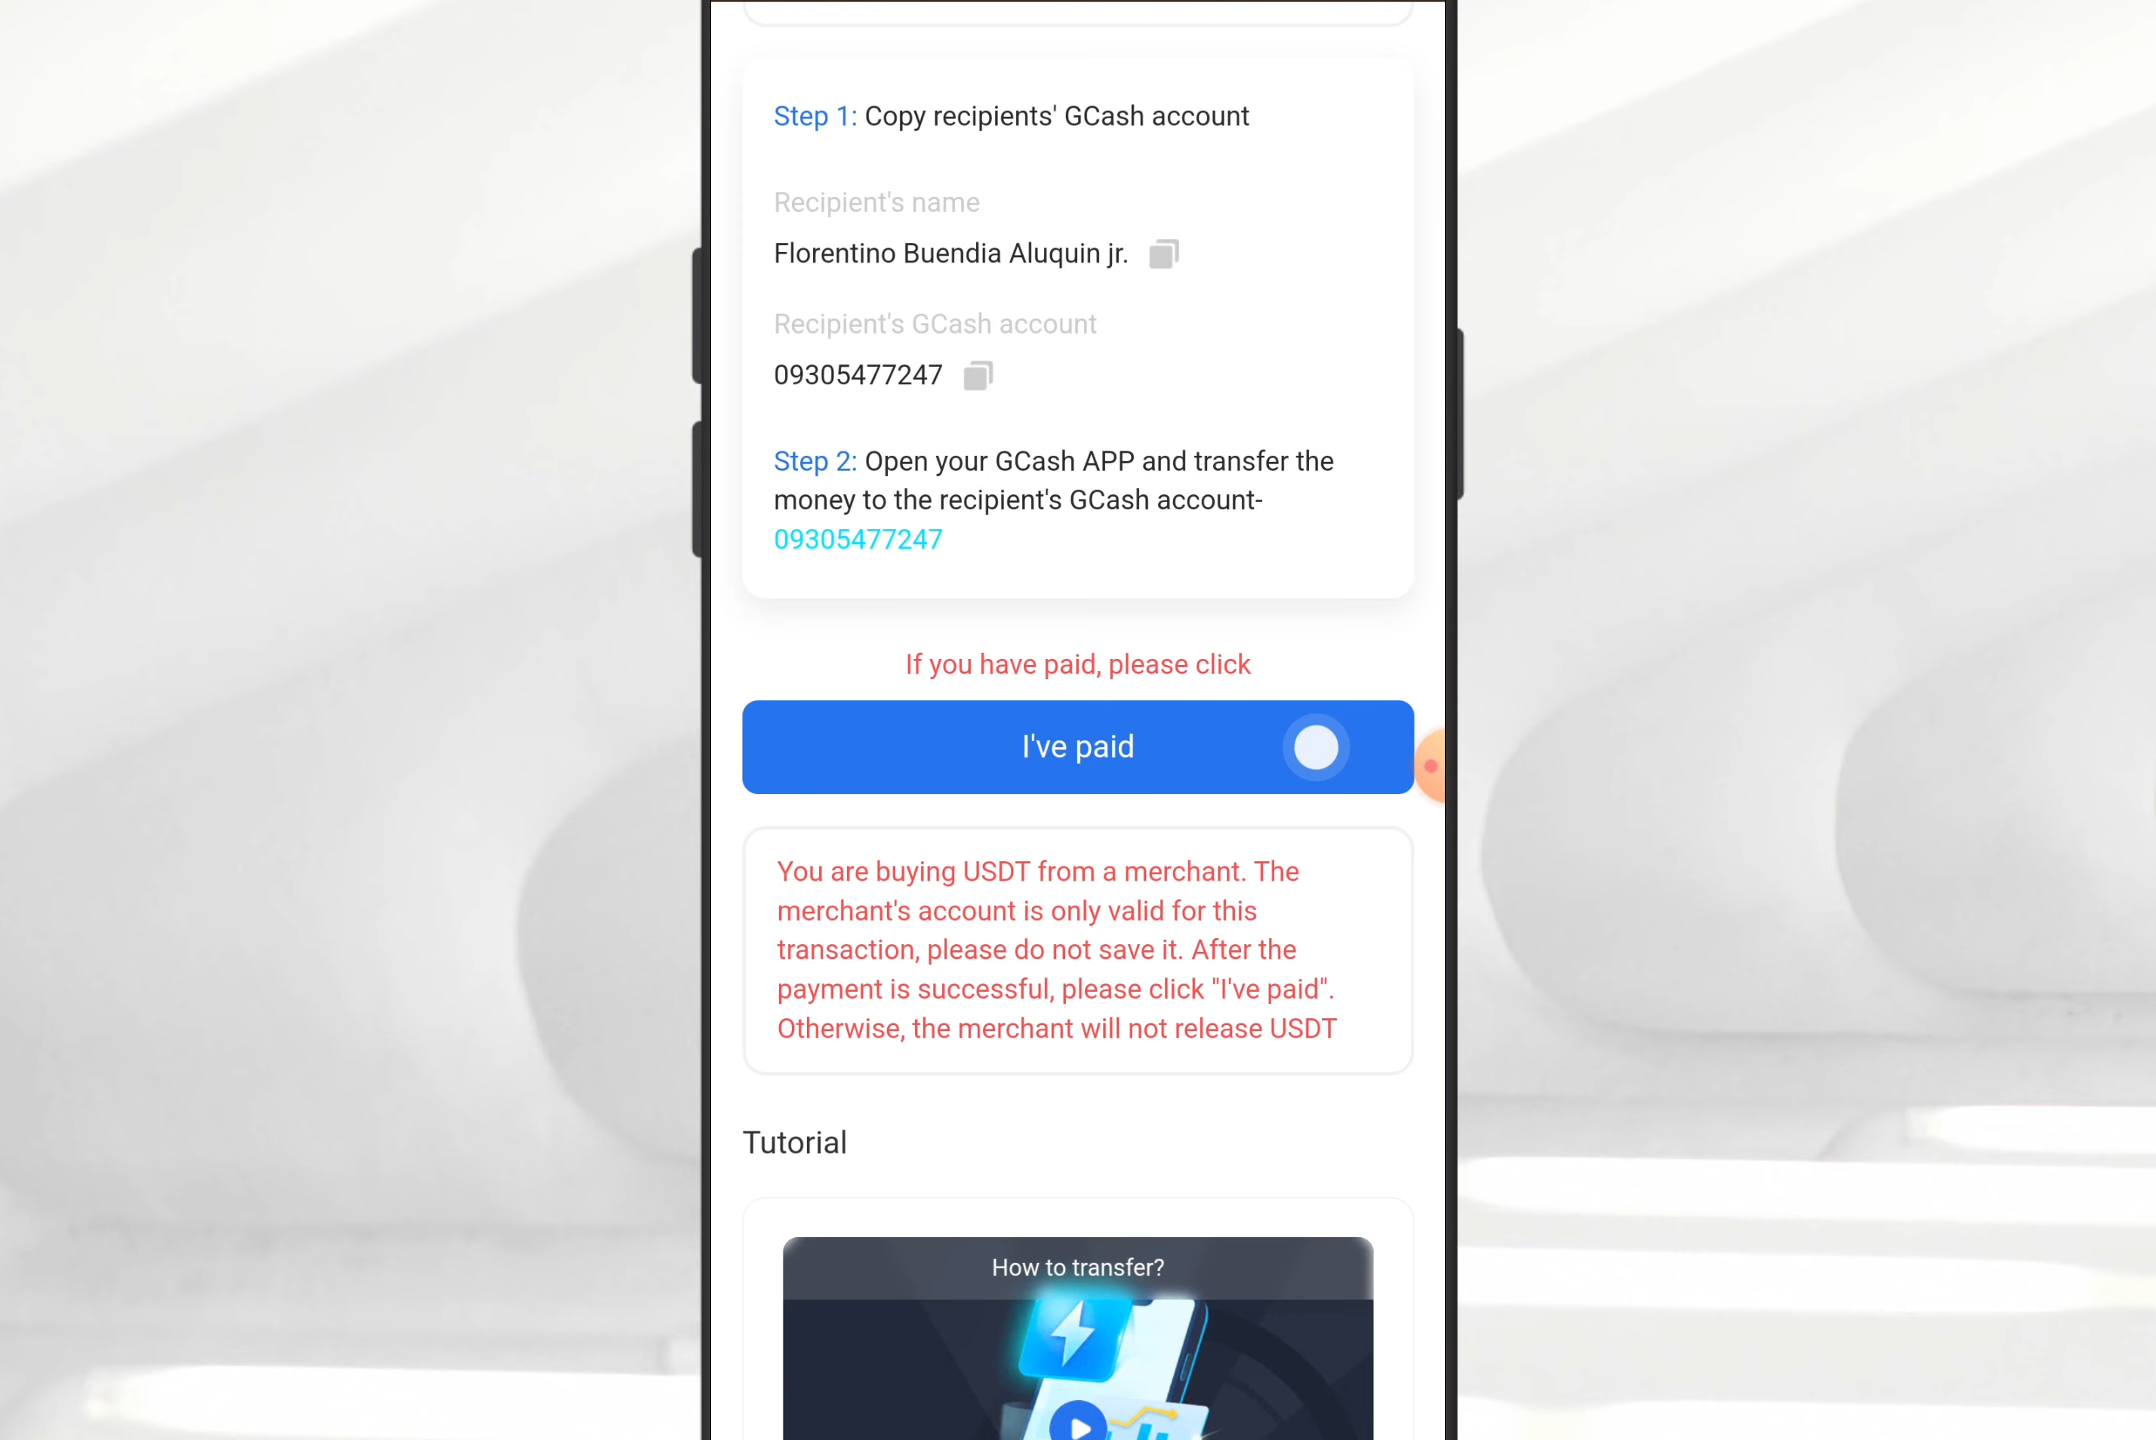 Step 1: Copy recipients' GCash account
Recipient's name
Florentino Buendia Aluquin jr.
Recipient's GCash account
09305477247
Step 2: Open your GCash APP and transfer the
money to the recipient's GCash account-
09305477247
If you have paid, please click
I've paid
You are buying USDT from a merchant. The
merchant's account is only valid for this
transaction, please do not save it. After the
payment is successful, please click "I've paid".
Otherwise, the merchant will not release USDT
Tutorial
How to transfer?